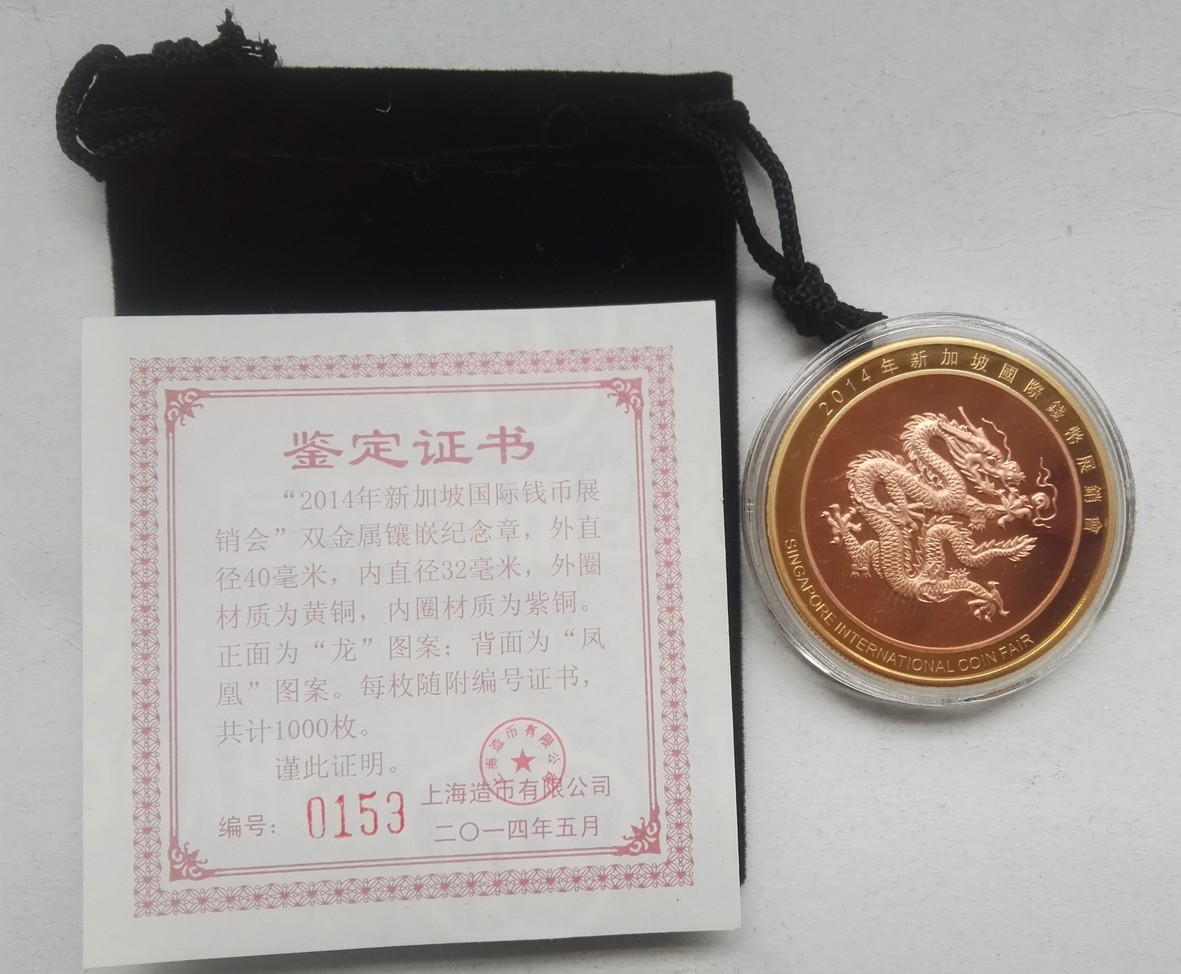 鉴定证书
“2014年新加坡国际钱币展
销会”双金属镶嵌纪念章，外直
径40毫米，内直径32毫米，外圈
材质为黄铜，内圈材质为紫铜。
正面为“龙”图案；背面为“凤
凰”图案。每枚随附编号证书，
共计1000枚。
谨此证明。
上海造币有限公司
编号：0153
二〇一四年五月
海造币有限公
2014年新加坡國際錢幣展銷會
SINGAPORE INTERNATIONAL COIN FAIR